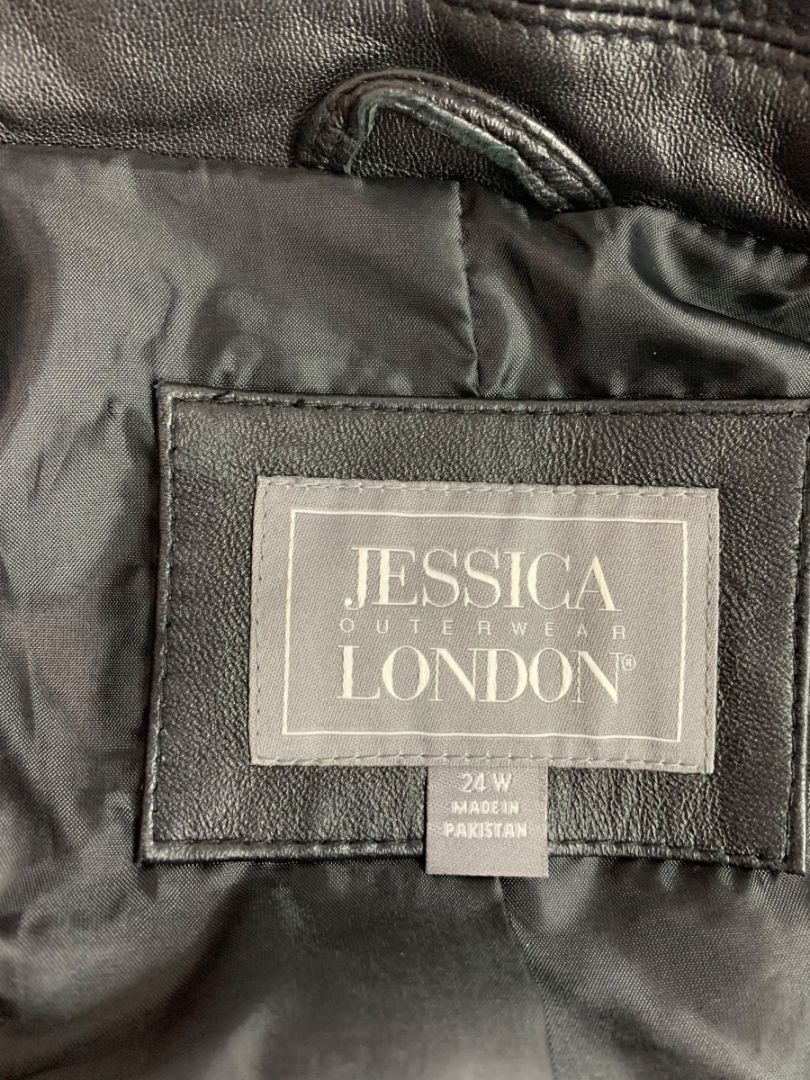 JESSICA
OUTERWEAR
LONDON®
24 W
MADE IN
PAKISTAN